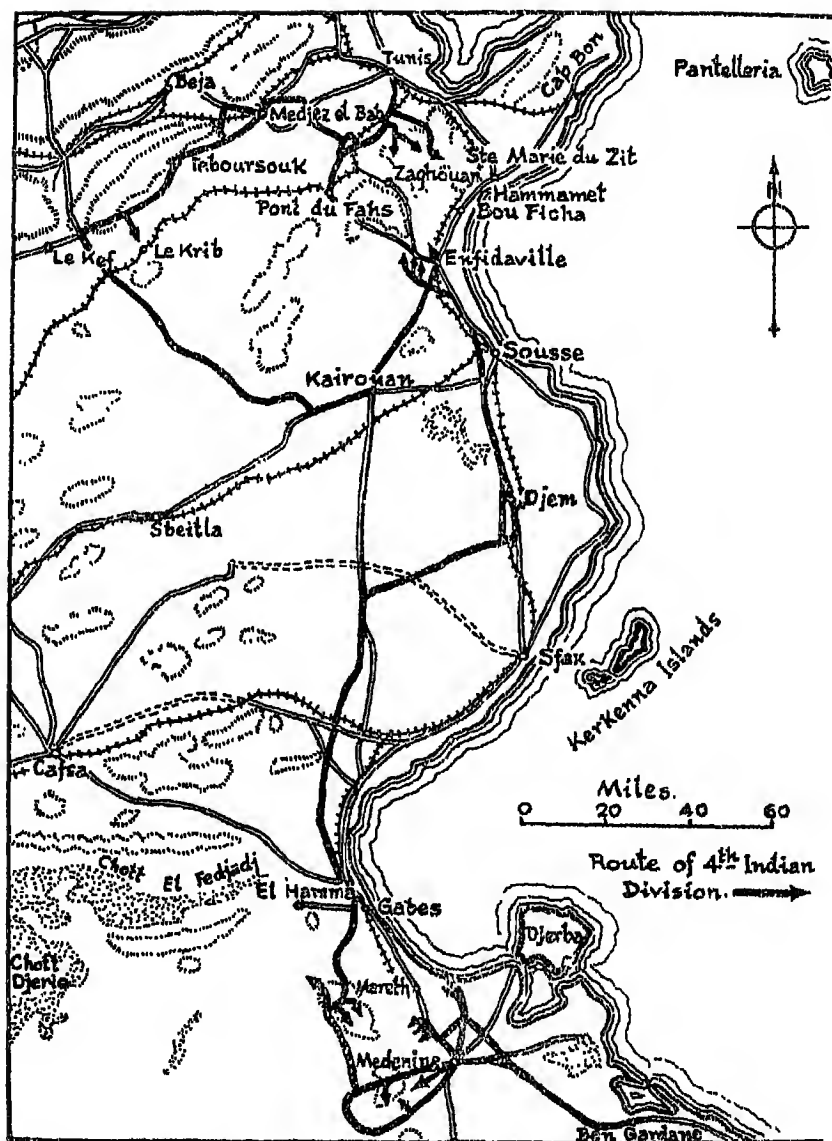 Tunis
Cap Bon
Pantelleria
Beja
Medjez el Bab
Ste Marie du Zit
Teboursouk
Zaghouan
Hammamet
Pont du Fahs
Bou Ficha
N
Le Kef
Le Krib
Enfidaville
Sousse
Kairouan
Djem
Sbeitla
Sfax
Kerkenna Islands
Gafsa
Miles.
0 20 40 60
Chott El Fedjadj
Route of 4th Indian
Division.
El Hamma
Gabes
Djerba
Chott
Djerid
Mareth
Medenine
Ben Gardane